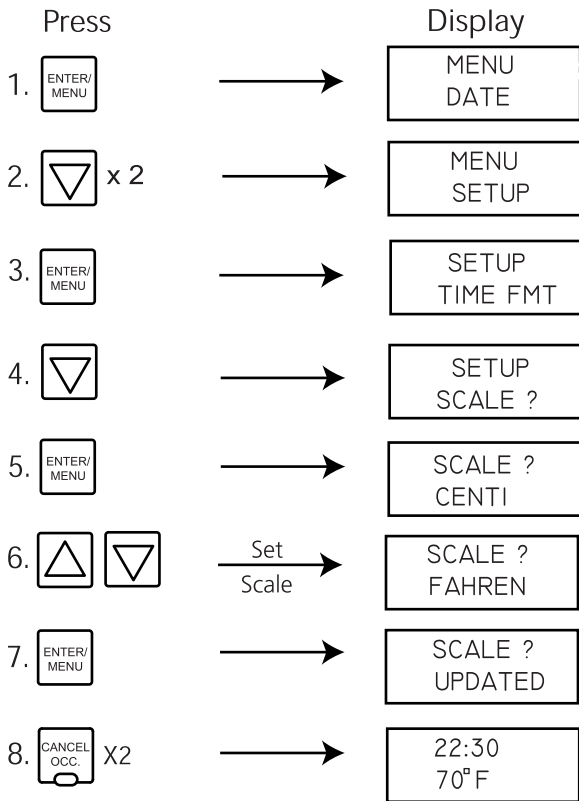 Press
Display
1.
ENTER/
MENU
MENU
DATE
2.
x 2
MENU
SETUP
3.
ENTER/
MENU
SETUP
TIME FMT
4.
SETUP
SCALE ?
5.
ENTER/
MENU
SCALE ?
CENTI
6.
Set
Scale
SCALE ?
FAHREN
7.
ENTER/
MENU
SCALE ?
UPDATED
8.
CANCEL
OCC.
X2
22:30
70°F